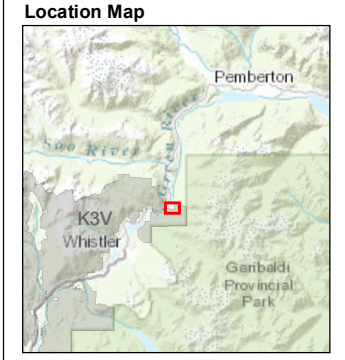 Location Map
Pemberton
Soo River
Green River
K3V
Whistler
Garibaldi
Provincial
Park